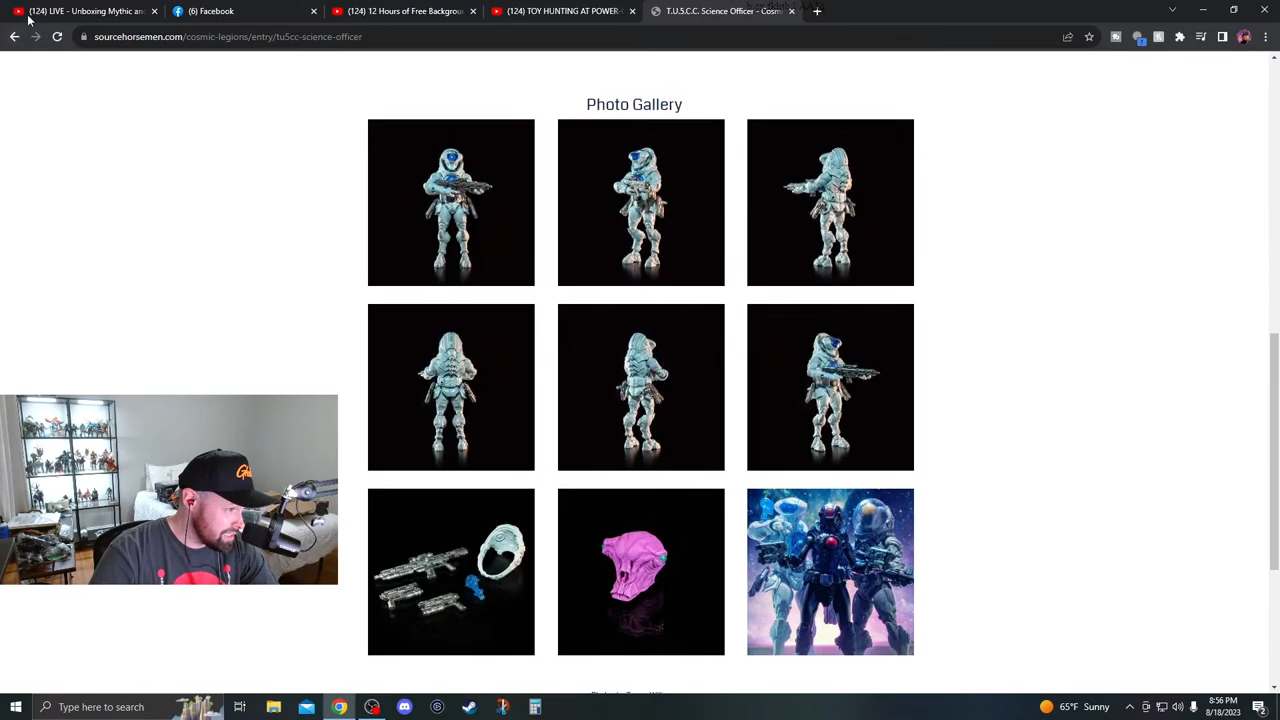 (124) LIVE - Unboxing Mythic an
(6) Facebook
(124) 12 Hours of Free Backgrou
(124) TOY HUNTING AT POWER-C
T.U.5.C.C. Science Officer - Cosmi
sourcehorsemen.com/cosmic-legions/entry/tu5cc-science-officer
Photo Gallery
Type here to search
65°F Sunny
8:56 PM
8/18/2023